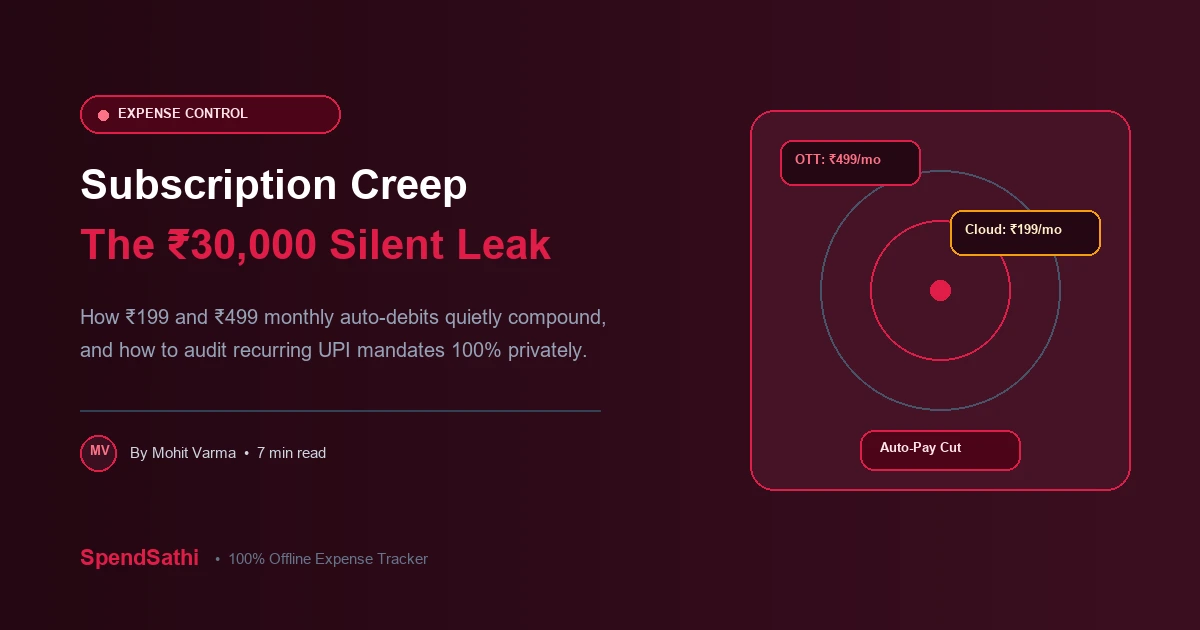 EXPENSE CONTROL
Subscription Creep
The ₹30,000 Silent Leak
How ₹199 and ₹499 monthly auto-debits quietly compound,
and how to audit recurring UPI mandates 100% privately.
MV
By Mohit Varma • 7 min read
SpendSathi • 100% Offline Expense Tracker
OTT: ₹499/mo
Cloud: ₹199/mo
Auto-Pay Cut